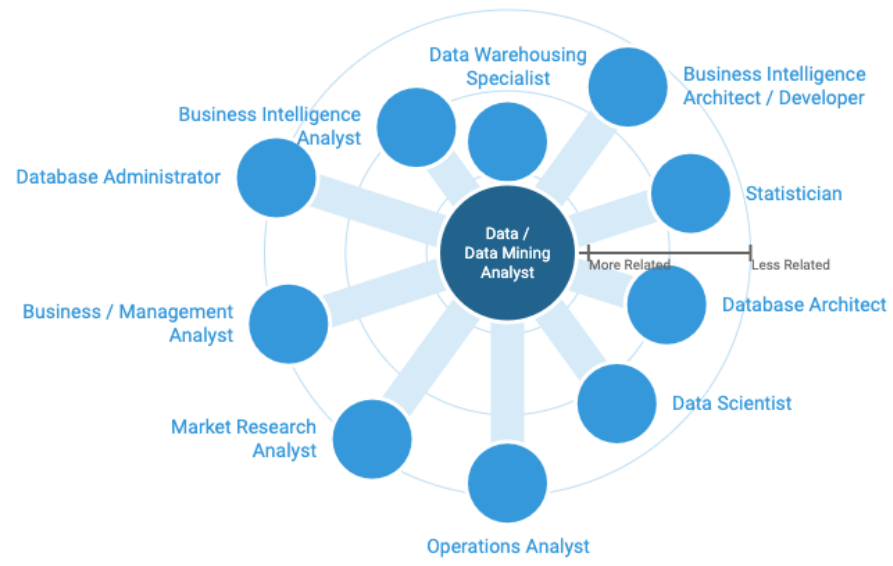 Data Warehousing
Specialist
Business Intelligence
Architect / Developer
Business Intelligence
Analyst
Database Administrator
Statistician
Data /
Data Mining
Analyst
More Related
Less Related
Database Architect
Business / Management
Analyst
Data Scientist
Market Research
Analyst
Operations Analyst